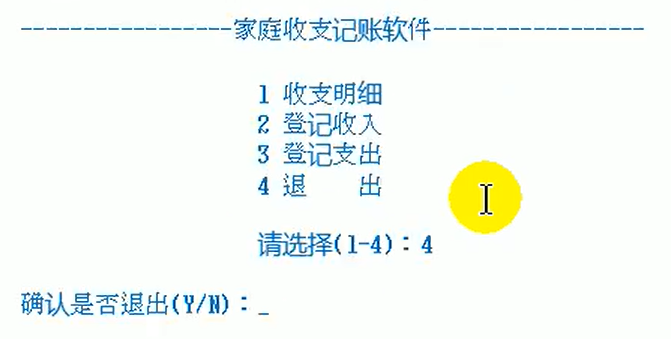 -----------------家庭收支记账软件-----------------
1 收支明细
2 登记收入
3 登记支出
4 退    出
请选择(1-4)：4
确认是否退出(Y/N)：_